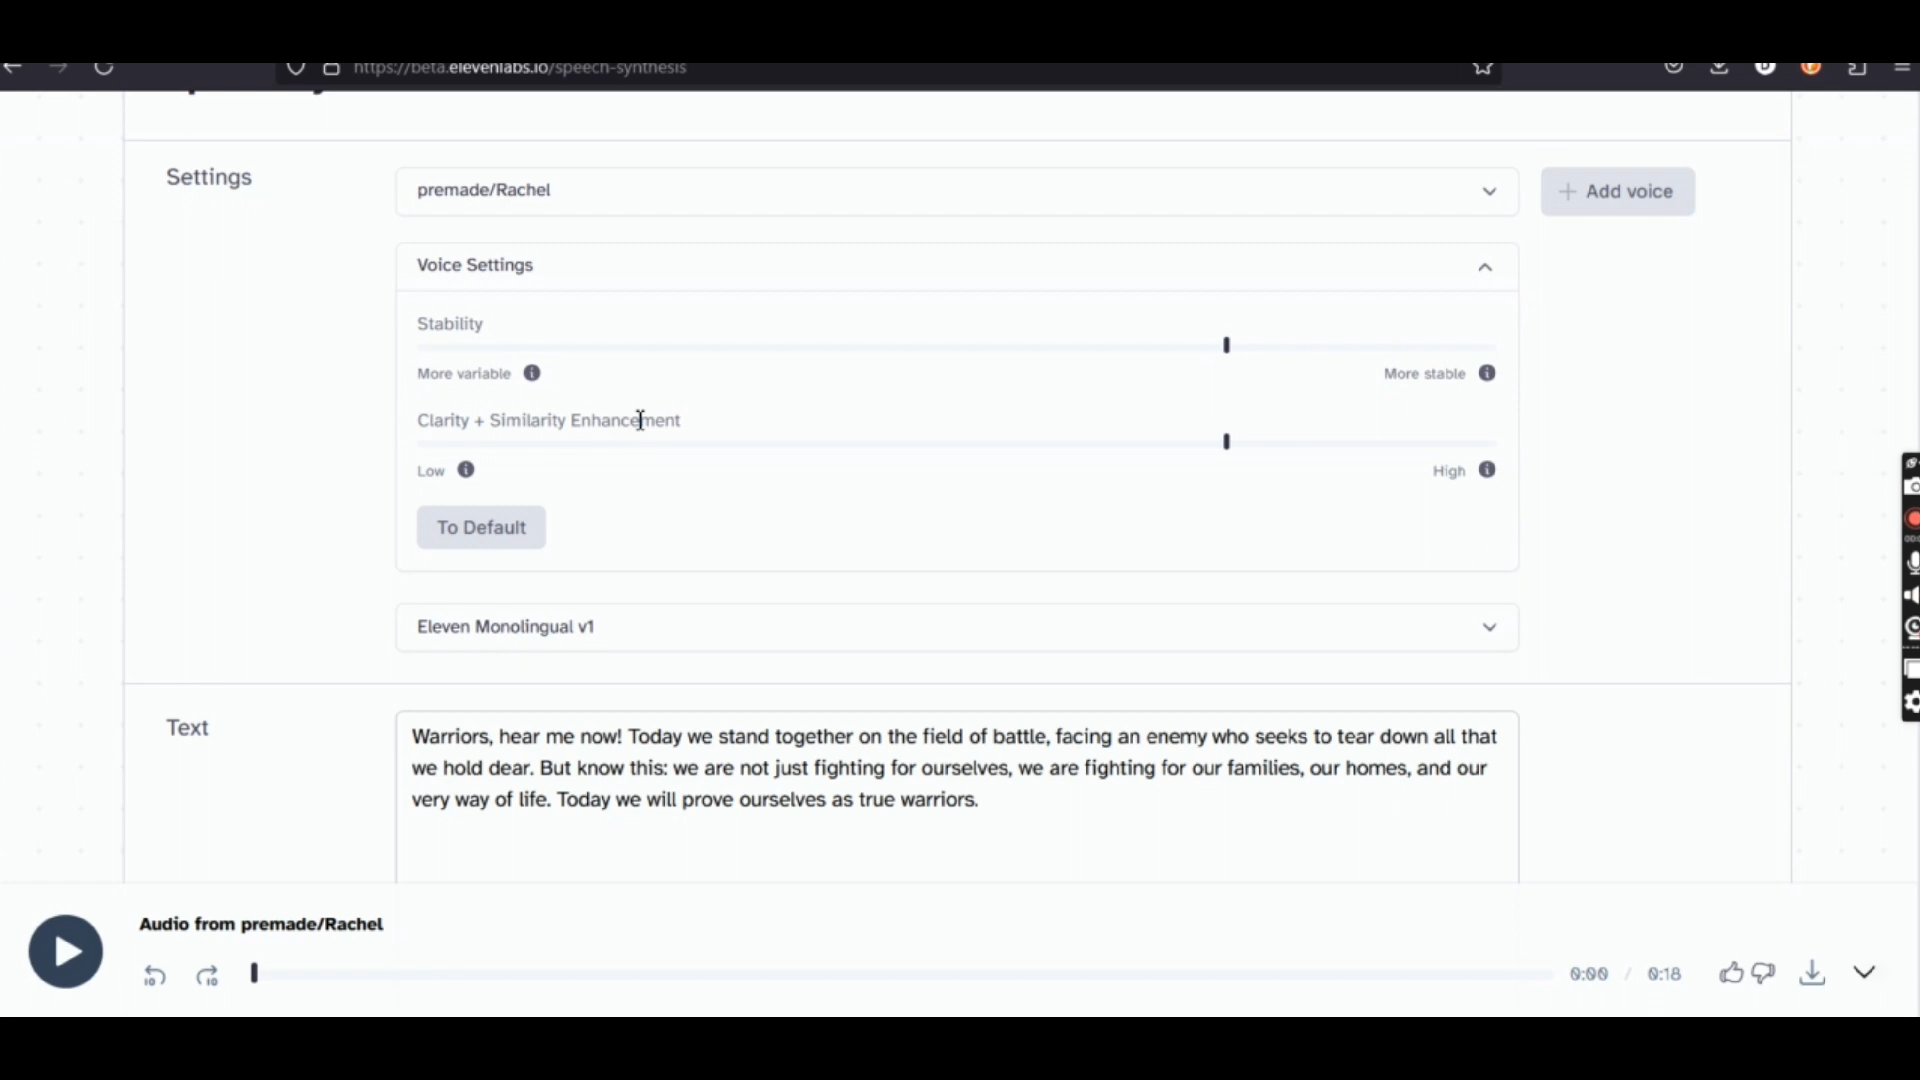 https://beta.elevenlabs.io/speech-synthesis
Settings
premade/Rachel
+ Add voice
Voice Settings
Stability
More variable
More stable
Clarity + Similarity Enhancement
Low
High
To Default
Eleven Monolingual v1
Text
Warriors, hear me now! Today we stand together on the field of battle, facing an enemy who seeks to tear down all that
we hold dear. But know this: we are not just fighting for ourselves, we are fighting for our families, our homes, and our
very way of life. Today we will prove ourselves as true warriors.
Audio from premade/Rachel
10
10
0:00 / 0:18